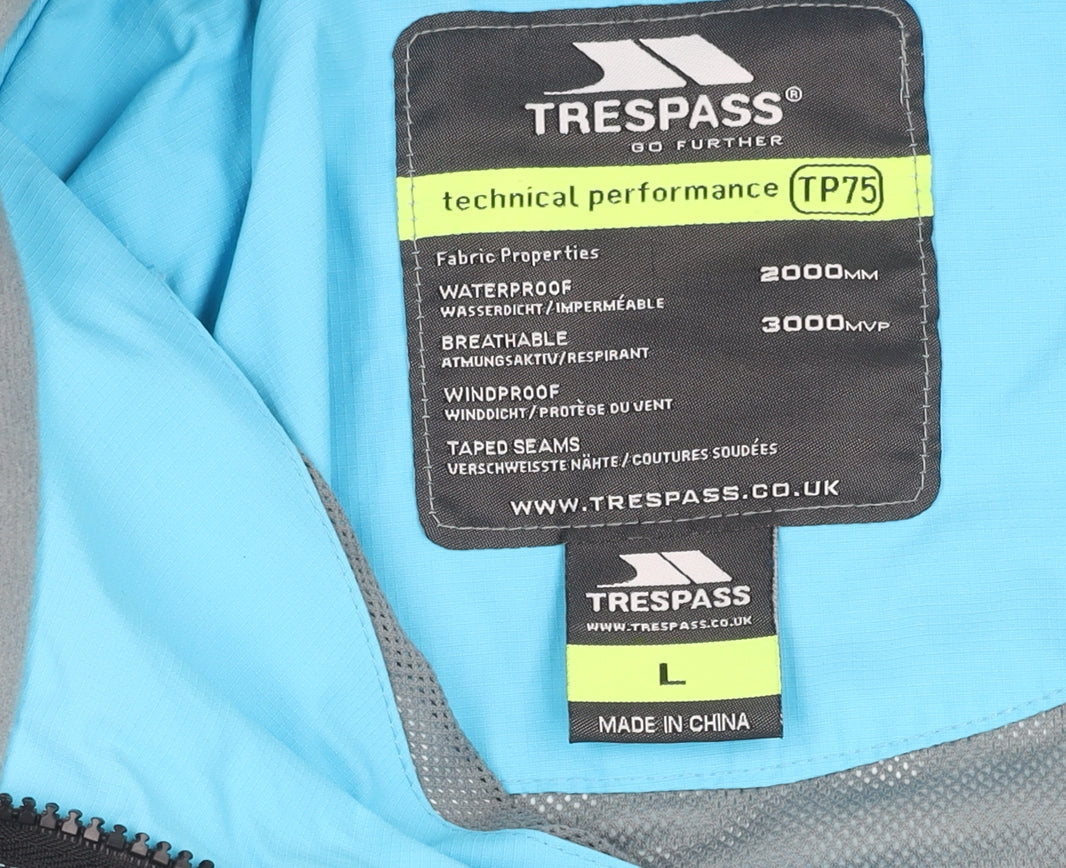 TRESPASS®
GO FURTHER
technical performance TP75
Fabric Properties
WATERPROOF 2000MM
WASSERDICHT/IMPERMÉABLE
BREATHABLE 3000MVP
ATMUNGSAKTIV/RESPIRANT
WINDPROOF
WINDDICHT/PROTÈGE DU VENT
TAPED SEAMS
VERSCHWEISSTE NÄHTE/COUTURES SOUDÉES
WWW.TRESPASS.CO.UK
TRESPASS
WWW.TRESPASS.CO.UK
L
MADE IN CHINA